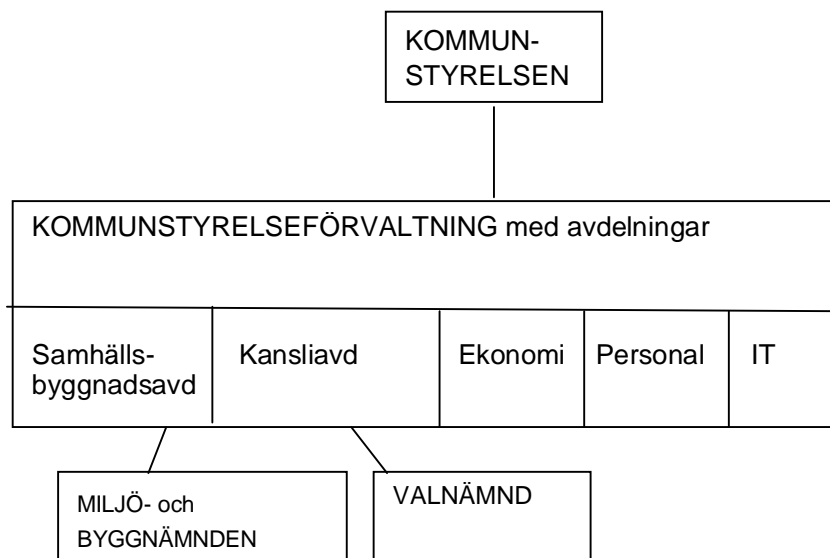 KOMMUN-
STYRELSEN
KOMMUNSTYRELSEFÖRVALTNING med avdelningar
Samhälls-
byggnadsavd
Kansliavd
Ekonomi
Personal
IT
MILJÖ- och
BYGGNÄMNDEN
VALNÄMND